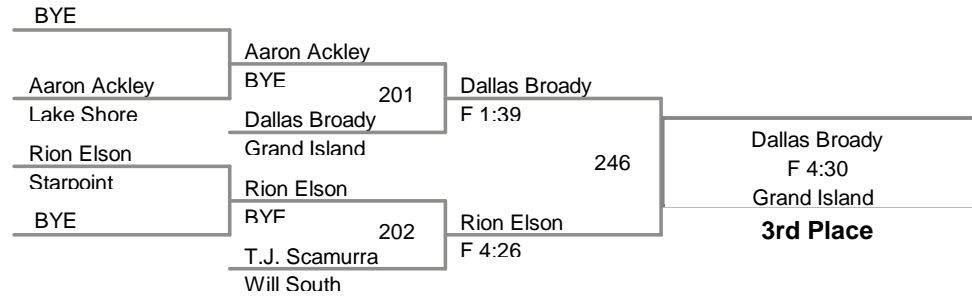 BYE
Aaron Ackley
Lake Shore
Rion Elson
Starpoint
BYE
Aaron Ackley
BYE
201
Dallas Broady
Grand Island
Rion Elson
BYE
202
T.J. Scamurra
Will South
Dallas Broady
F 1:39
246
Rion Elson
F 4:26
Dallas Broady
F 4:30
Grand Island
3rd Place